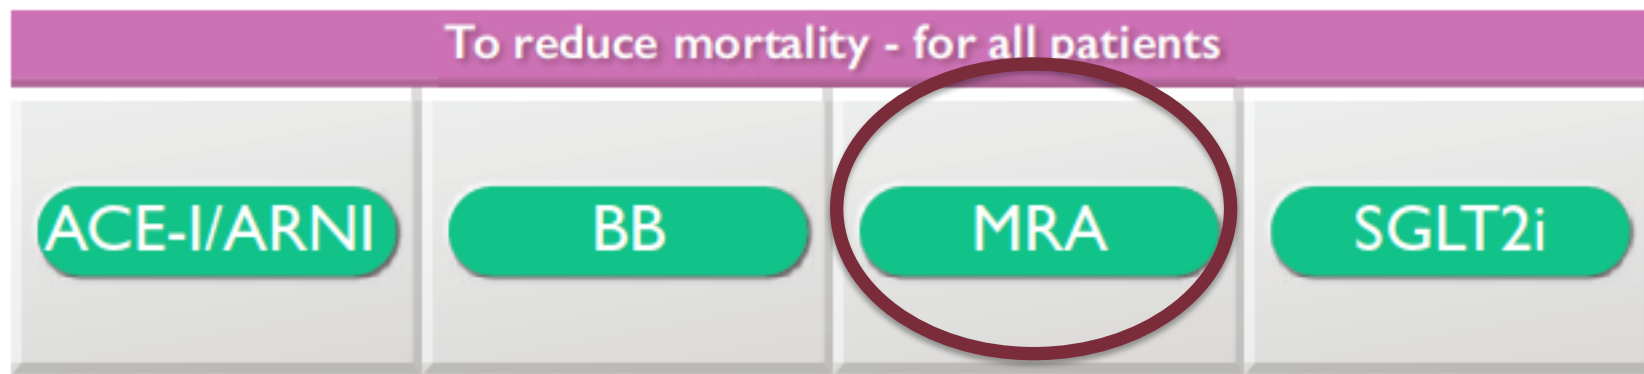 To reduce mortality - for all patients
ACE-I/ARNI BB MRA SGLT2i